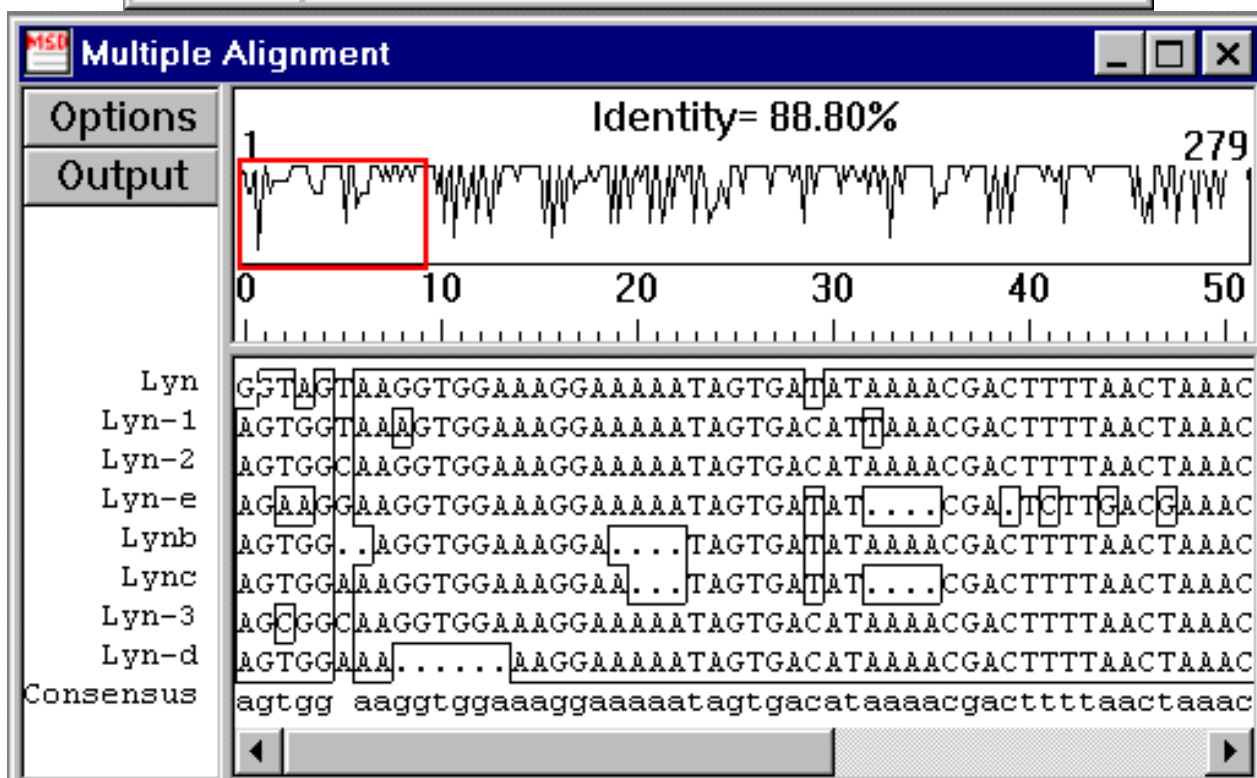 MSD Multiple Alignment
Options
Output
Identity= 88.80%
1 279
0 10 20 30 40 50
Lyn GGTAGTAAGGTGGAAAGGAAAAATAGTGATATAAAACGACTTTTAACTAAAC
Lyn-1 AGTGGTAAAGTGGAAAGGAAAAATAGTGACATTAAACGACTTTTAACTAAAC
Lyn-2 AGTGGCAAGGTGGAAAGGAAAAATAGTGACATAAAACGACTTTTAACTAAAC
Lyn-e AGAAGGAAGGTGGAAAGGAAAAATAGTGATAT....CGA.TCTTGACGAAAC
Lynb AGTGG..AGGTGGAAAGGA....TAGTGATATAAAACGACTTTTAACTAAAC
Lync AGTGGAAAGGTGGAAAGGAA...TAGTGATAT....CGACTTTTAACTAAAC
Lyn-3 AGCGGCAAGGTGGAAAGGAAAAATAGTGACATAAAACGACTTTTAACTAAAC
Lyn-d AGTGGAAA......AAGGAAAAATAGTGACATAAAACGACTTTTAACTAAAC
Consensus agtgg aaggtggaaaggaaaaatagtgacataaaacgacttttaactaaac